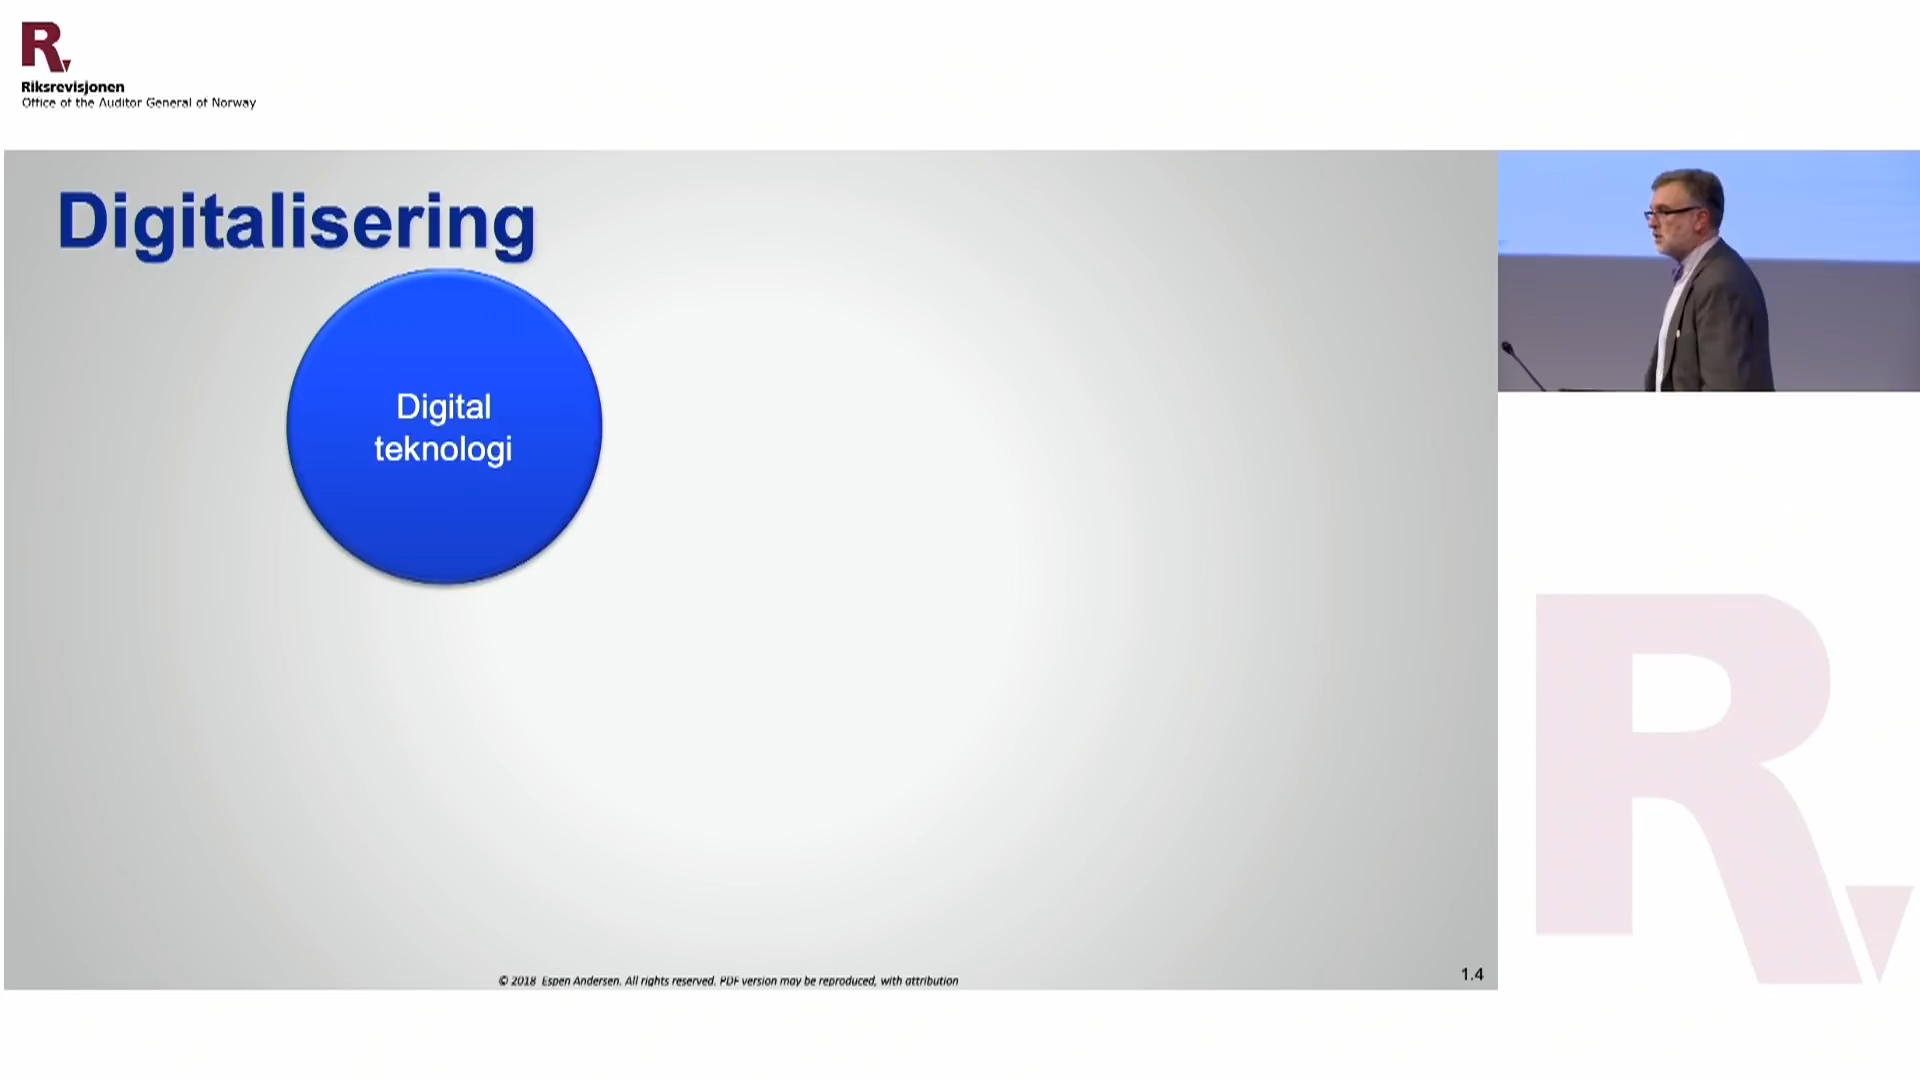 R
Riksrevisjonen
Office of the Auditor General of Norway
Digitalisering
Digital
teknologi
© 2018 Espen Andersen. All rights reserved. PDF version may be reproduced, with attribution
1.4
R